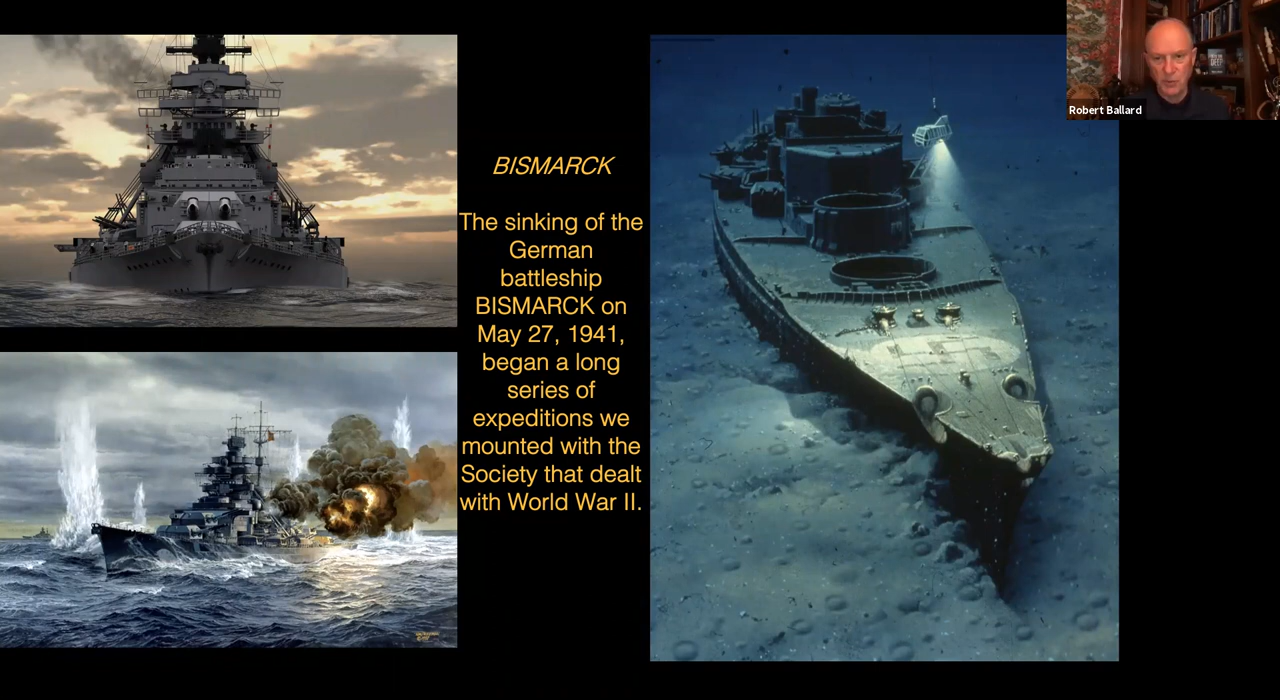 Robert Ballard
BISMARCK
The sinking of the
German
battleship
BISMARCK on
May 27, 1941,
began a long
series of
expeditions we
mounted with the
Society that dealt
with World War II.